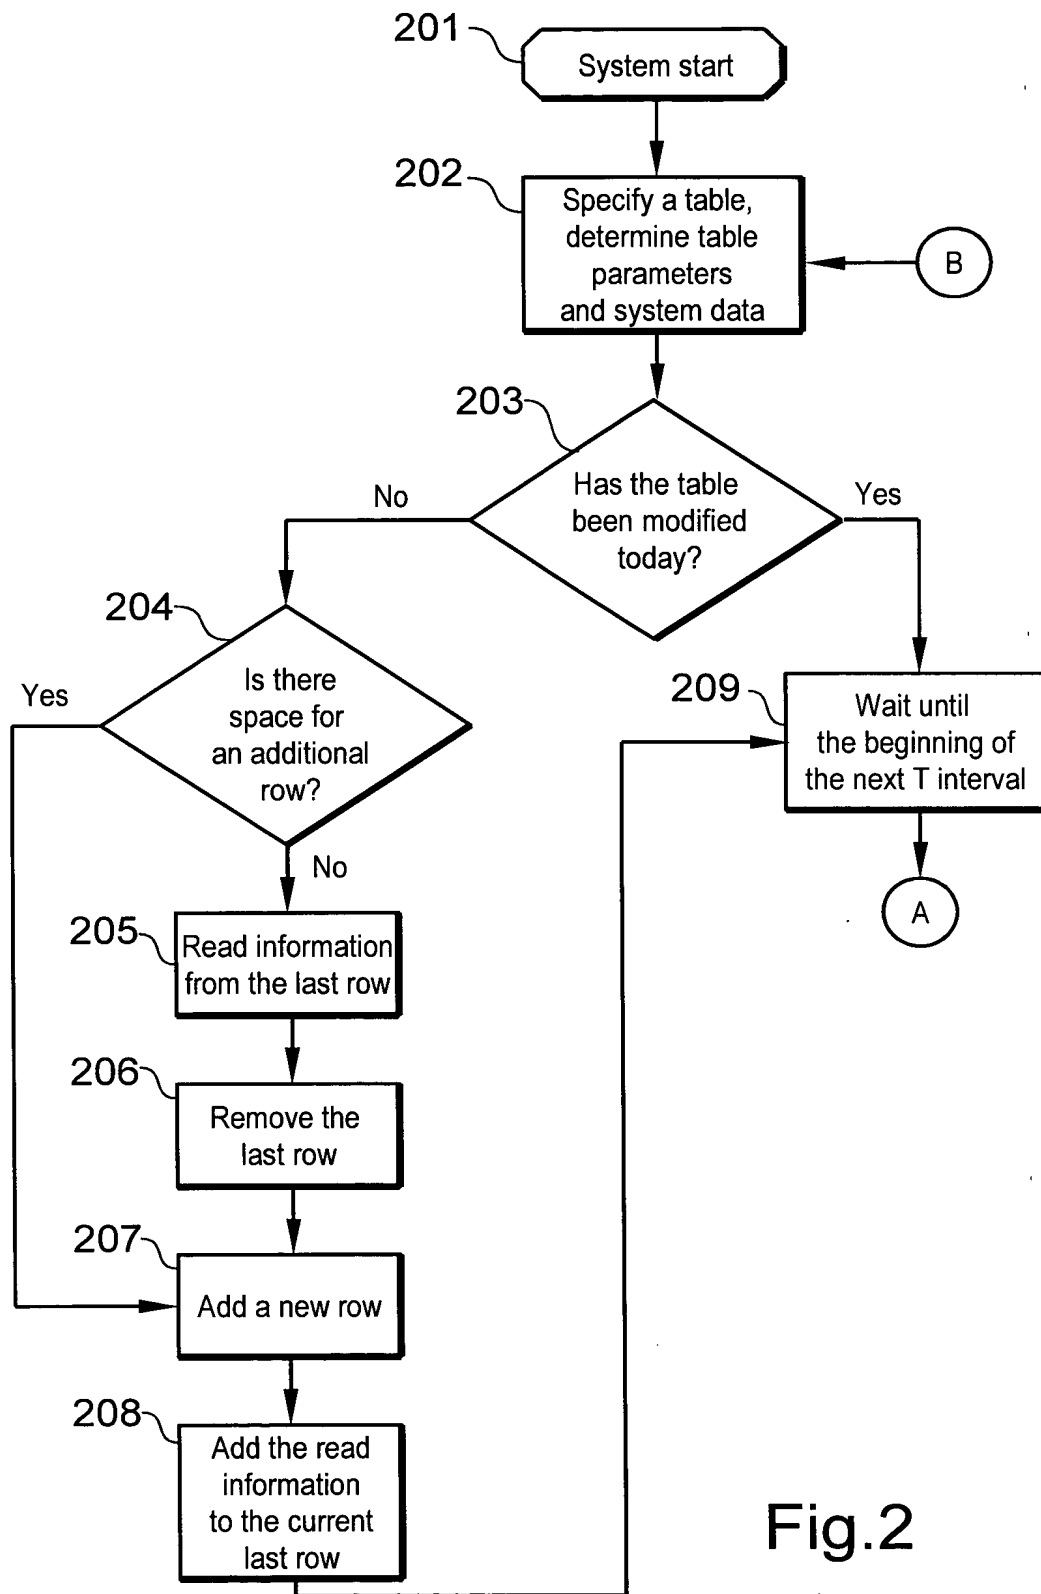 201
System start
202
Specify a table,
determine table
parameters
and system data
B
203
Has the table
been modified
today?
No
Yes
204
Is there
space for
an additional
row?
Yes
No
209
Wait until
the beginning of
the next T interval
A
205
Read information
from the last row
206
Remove the
last row
207
Add a new row
208
Add the read
information
to the current
last row
Fig.2